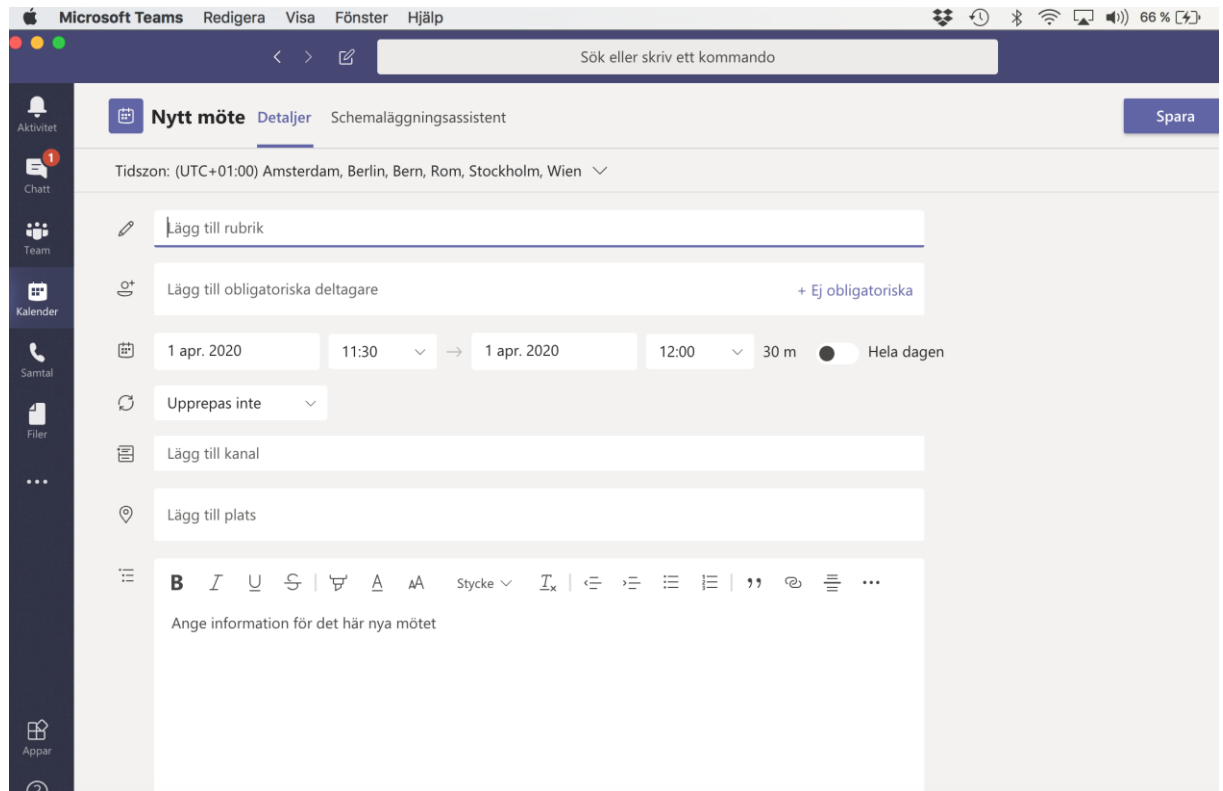 Microsoft Teams Redigera Visa Fönster Hjälp 66 %
Sök eller skriv ett kommando
Aktivitet
1
Chatt
Team
Kalender
Samtal
Filer
Appar
Nytt möte Detaljer Schemaläggningsassistent Spara
Tidszon: (UTC+01:00) Amsterdam, Berlin, Bern, Rom, Stockholm, Wien
Lägg till rubrik
Lägg till obligatoriska deltagare + Ej obligatoriska
1 apr. 2020 11:30 → 1 apr. 2020 12:00 30 m Hela dagen
Upprepas inte
Lägg till kanal
Lägg till plats
B I U S A AA Stycke Tx
Ange information för det här nya mötet